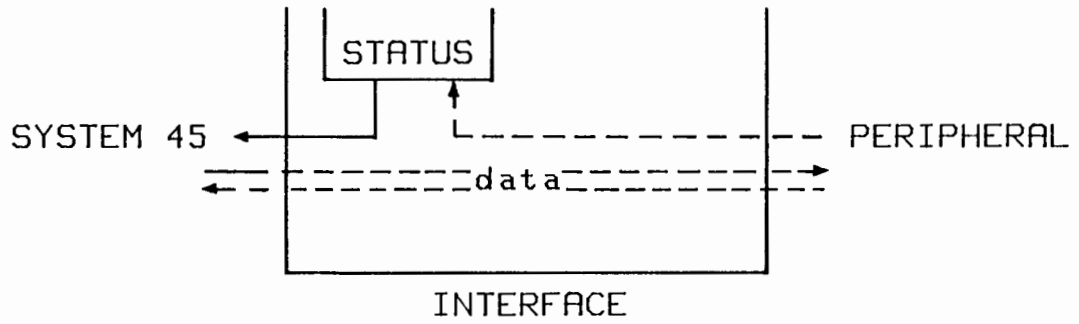 STATUS
SYSTEM 45
PERIPHERAL
data
INTERFACE